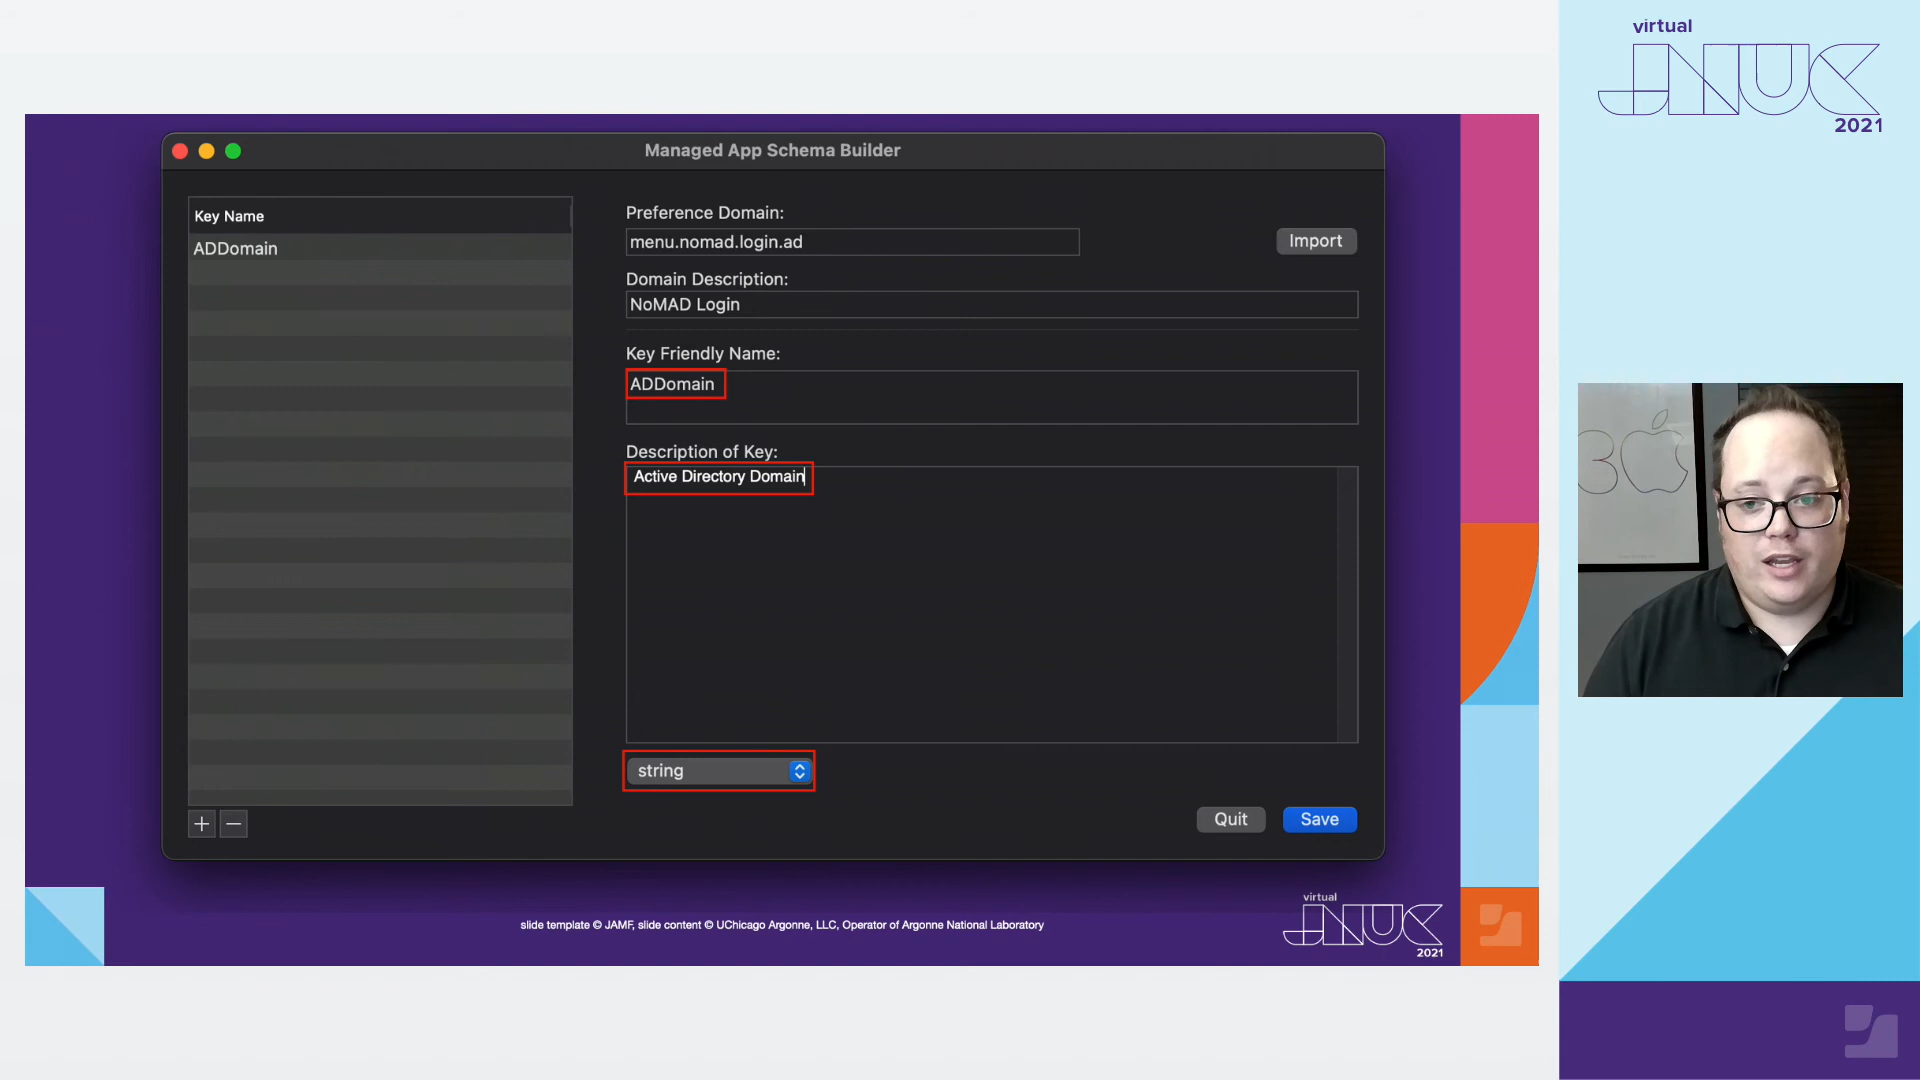 virtual
JNUC
2021
Managed App Schema Builder
Key Name
ADDomain
Preference Domain:
menu.nomad.login.ad
Import
Domain Description:
NoMAD Login
Key Friendly Name:
ADDomain
Description of Key:
Active Directory Domain
string
Quit
Save
slide template © JAMF, slide content © UChicago Argonne, LLC, Operator of Argonne National Laboratory
virtual
JNUC
2021